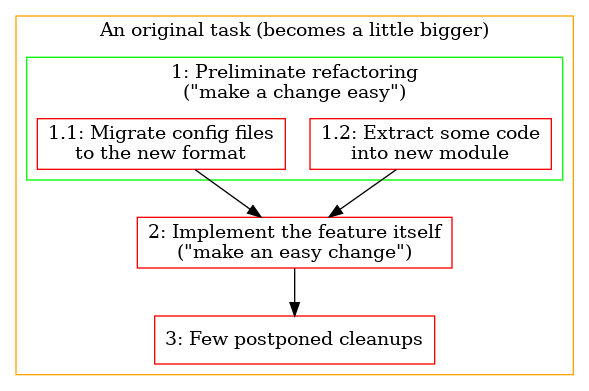 An original task (becomes a little bigger)
1: Preliminate refactoring
("make a change easy")
1.1: Migrate config files
to the new format
1.2: Extract some code
into new module
2: Implement the feature itself
("make an easy change")
3: Few postponed cleanups